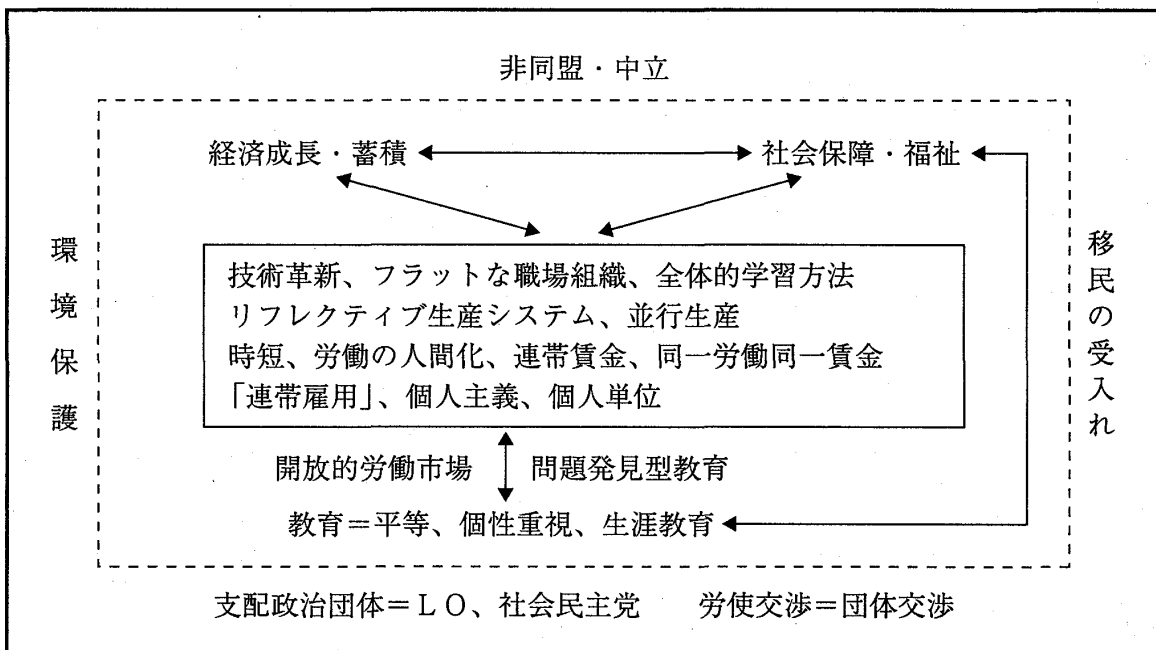 非同盟・中立
経済成長・蓄積
社会保障・福祉
環境保護
移民の受入れ
技術革新、フラットな職場組織、全体的学習方法
リフレクティブ生産システム、並行生産
時短、労働の人間化、連帯賃金、同一労働同一賃金
「連帯雇用」、個人主義、個人単位
開放的労働市場
問題発見型教育
教育＝平等、個性重視、生涯教育
支配政治団体＝ＬＯ、社会民主党　労使交渉＝団体交渉